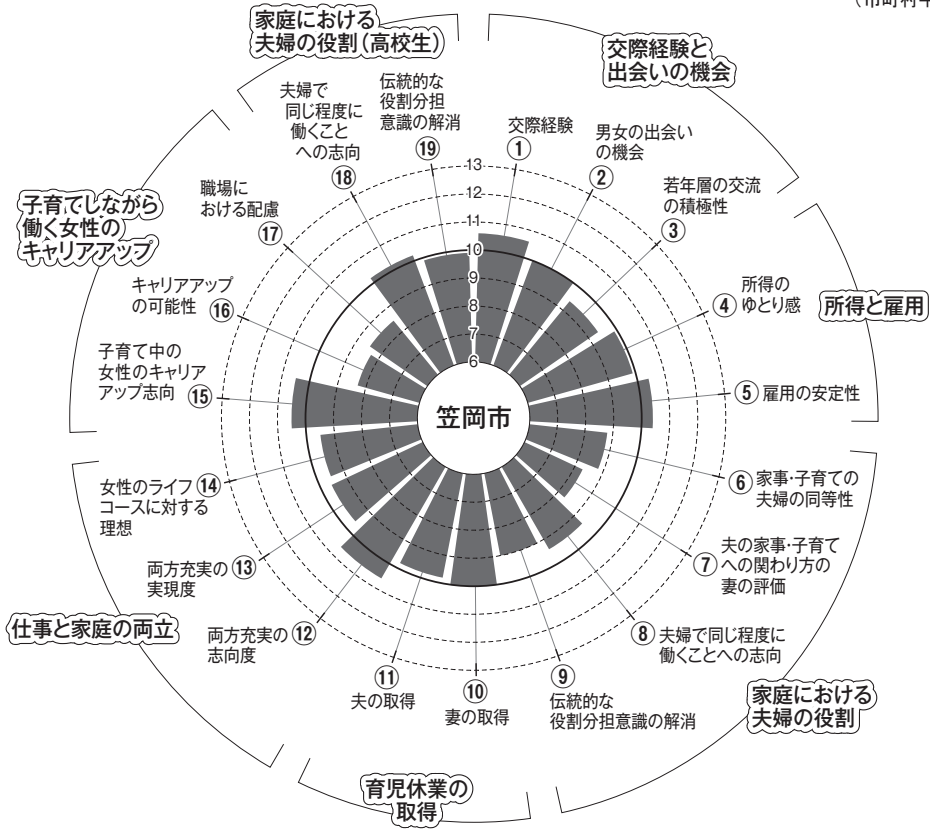 (市町村
家庭における
夫婦の役割(高校生)
交際経験と
出会いの機会
所得と雇用
家庭における
夫婦の役割
育児休業の
取得
仕事と家庭の両立
子育てしながら
働く女性の
キャリアアップ
交際経験
①
男女の出会い
の機会
②
若年層の交流
の積極性
③
④ 所得の
ゆとり感
⑤ 雇用の安定性
⑥ 家事・子育ての
夫婦の同等性
⑦ 夫の家事・子育て
への関わり方の
妻の評価
⑧ 夫婦で同じ程度に
働くことへの志向
⑨
伝統的な
役割分担意識の解消
⑩
妻の取得
⑪
夫の取得
両方充実の ⑫
志向度
両方充実の ⑬
実現度
女性のライフ ⑭
コースに対する
理想
子育て中の
女性のキャリア
アップ志向 ⑮
キャリアアップ
の可能性 ⑯
職場に
おける配慮
⑰
夫婦で
同じ程度に
働くこと
への志向
⑱
伝統的な
役割分担
意識の解消
⑲
13
12
11
10
9
8
7
6
笠岡市